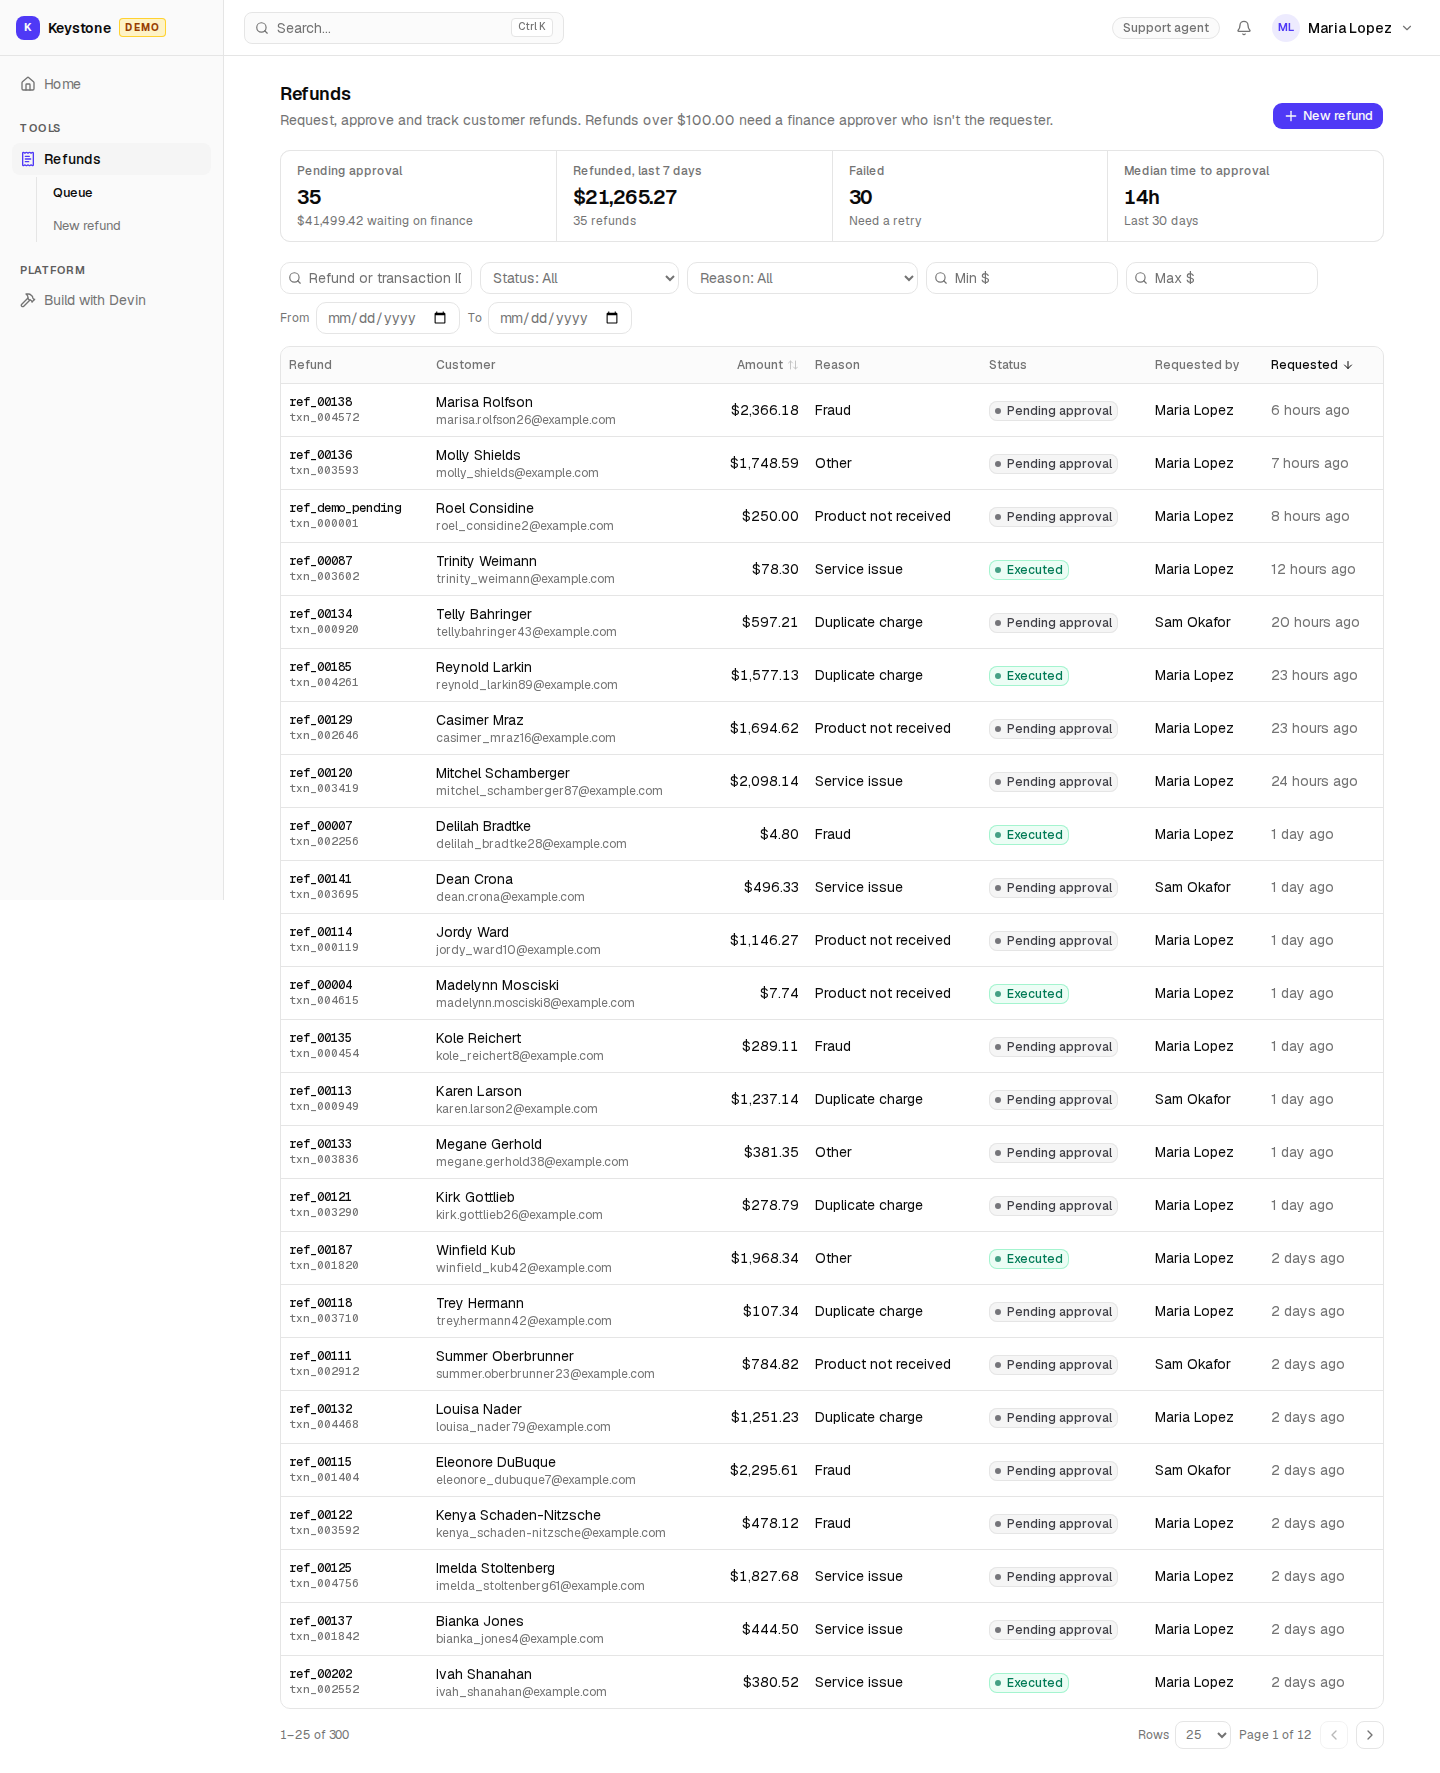 K Keystone DEMO
Search... Ctrl K
Support agent
ML Maria Lopez
Home
TOOLS
Refunds
Queue
New refund
PLATFORM
Build with Devin
Refunds
Request, approve and track customer refunds. Refunds over $100.00 need a finance approver who isn't the requester.
New refund
Pending approval
35
$41,499.42 waiting on finance
Refunded, last 7 days
$21,265.27
35 refunds
Failed
30
Need a retry
Median time to approval
14h
Last 30 days
Refund or transaction ID Status: All Reason: All Min $ Max $
From mm/dd/yyyy To mm/dd/yyyy
Refund Customer Amount Reason Status Requested by Requested
ref_00138 Marisa Rolfson $2,366.18 Fraud Pending approval Maria Lopez 6 hours ago
txn_004572 marisa.rolfson26@example.com
ref_00136 Molly Shields $1,748.59 Other Pending approval Maria Lopez 7 hours ago
txn_003593 molly_shields@example.com
ref_demo_pending Roel Considine $250.00 Product not received Pending approval Maria Lopez 8 hours ago
txn_000001 roel_considine2@example.com
ref_00087 Trinity Weimann $78.30 Service issue Executed Maria Lopez 12 hours ago
txn_003602 trinity_weimann@example.com
ref_00134 Telly Bahringer $597.21 Duplicate charge Pending approval Sam Okafor 20 hours ago
txn_000920 telly.bahringer43@example.com
ref_00185 Reynold Larkin $1,577.13 Duplicate charge Executed Maria Lopez 23 hours ago
txn_004261 reynold_larkin89@example.com
ref_00129 Casimer Mraz $1,694.62 Product not received Pending approval Maria Lopez 23 hours ago
txn_002646 casimer_mraz16@example.com
ref_00120 Mitchel Schamberger $2,098.14 Service issue Pending approval Maria Lopez 24 hours ago
txn_003419 mitchel_schamberger87@example.com
ref_00007 Delilah Bradtke $4.80 Fraud Executed Maria Lopez 1 day ago
txn_002256 delilah_bradtke28@example.com
ref_00141 Dean Crona $496.33 Service issue Pending approval Sam Okafor 1 day ago
txn_003695 dean.crona@example.com
ref_00114 Jordy Ward $1,146.27 Product not received Pending approval Maria Lopez 1 day ago
txn_000119 jordy_ward10@example.com
ref_00004 Madelynn Mosciski $7.74 Product not received Executed Maria Lopez 1 day ago
txn_004615 madelynn.mosciski8@example.com
ref_00135 Kole Reichert $289.11 Fraud Pending approval Maria Lopez 1 day ago
txn_000454 kole_reichert8@example.com
ref_00113 Karen Larson $1,237.14 Duplicate charge Pending approval Sam Okafor 1 day ago
txn_000949 karen.larson2@example.com
ref_00133 Megane Gerhold $381.35 Other Pending approval Maria Lopez 1 day ago
txn_003836 megane.gerhold38@example.com
ref_00121 Kirk Gottlieb $278.79 Duplicate charge Pending approval Maria Lopez 1 day ago
txn_003290 kirk.gottlieb26@example.com
ref_00187 Winfield Kub $1,968.34 Other Executed Maria Lopez 2 days ago
txn_001820 winfield_kub42@example.com
ref_00118 Trey Hermann $107.34 Duplicate charge Pending approval Maria Lopez 2 days ago
txn_003710 trey.hermann42@example.com
ref_00111 Summer Oberbrunner $784.82 Product not received Pending approval Sam Okafor 2 days ago
txn_002912 summer.oberbrunner23@example.com
ref_00132 Louisa Nader $1,251.23 Duplicate charge Pending approval Maria Lopez 2 days ago
txn_004468 louisa_nader79@example.com
ref_00115 Eleonore DuBuque $2,295.61 Fraud Pending approval Sam Okafor 2 days ago
txn_001404 eleonore_dubuque7@example.com
ref_00122 Kenya Schaden-Nitzsche $478.12 Fraud Pending approval Maria Lopez 2 days ago
txn_003592 kenya_schaden-nitzsche@example.com
ref_00125 Imelda Stoltenberg $1,827.68 Service issue Pending approval Maria Lopez 2 days ago
txn_004756 imelda_stoltenberg61@example.com
ref_00137 Bianka Jones $444.50 Service issue Pending approval Maria Lopez 2 days ago
txn_001842 bianka_jones4@example.com
ref_00202 Ivah Shanahan $380.52 Service issue Executed Maria Lopez 2 days ago
txn_002552 ivah_shanahan@example.com
1–25 of 300 Rows 25 Page 1 of 12